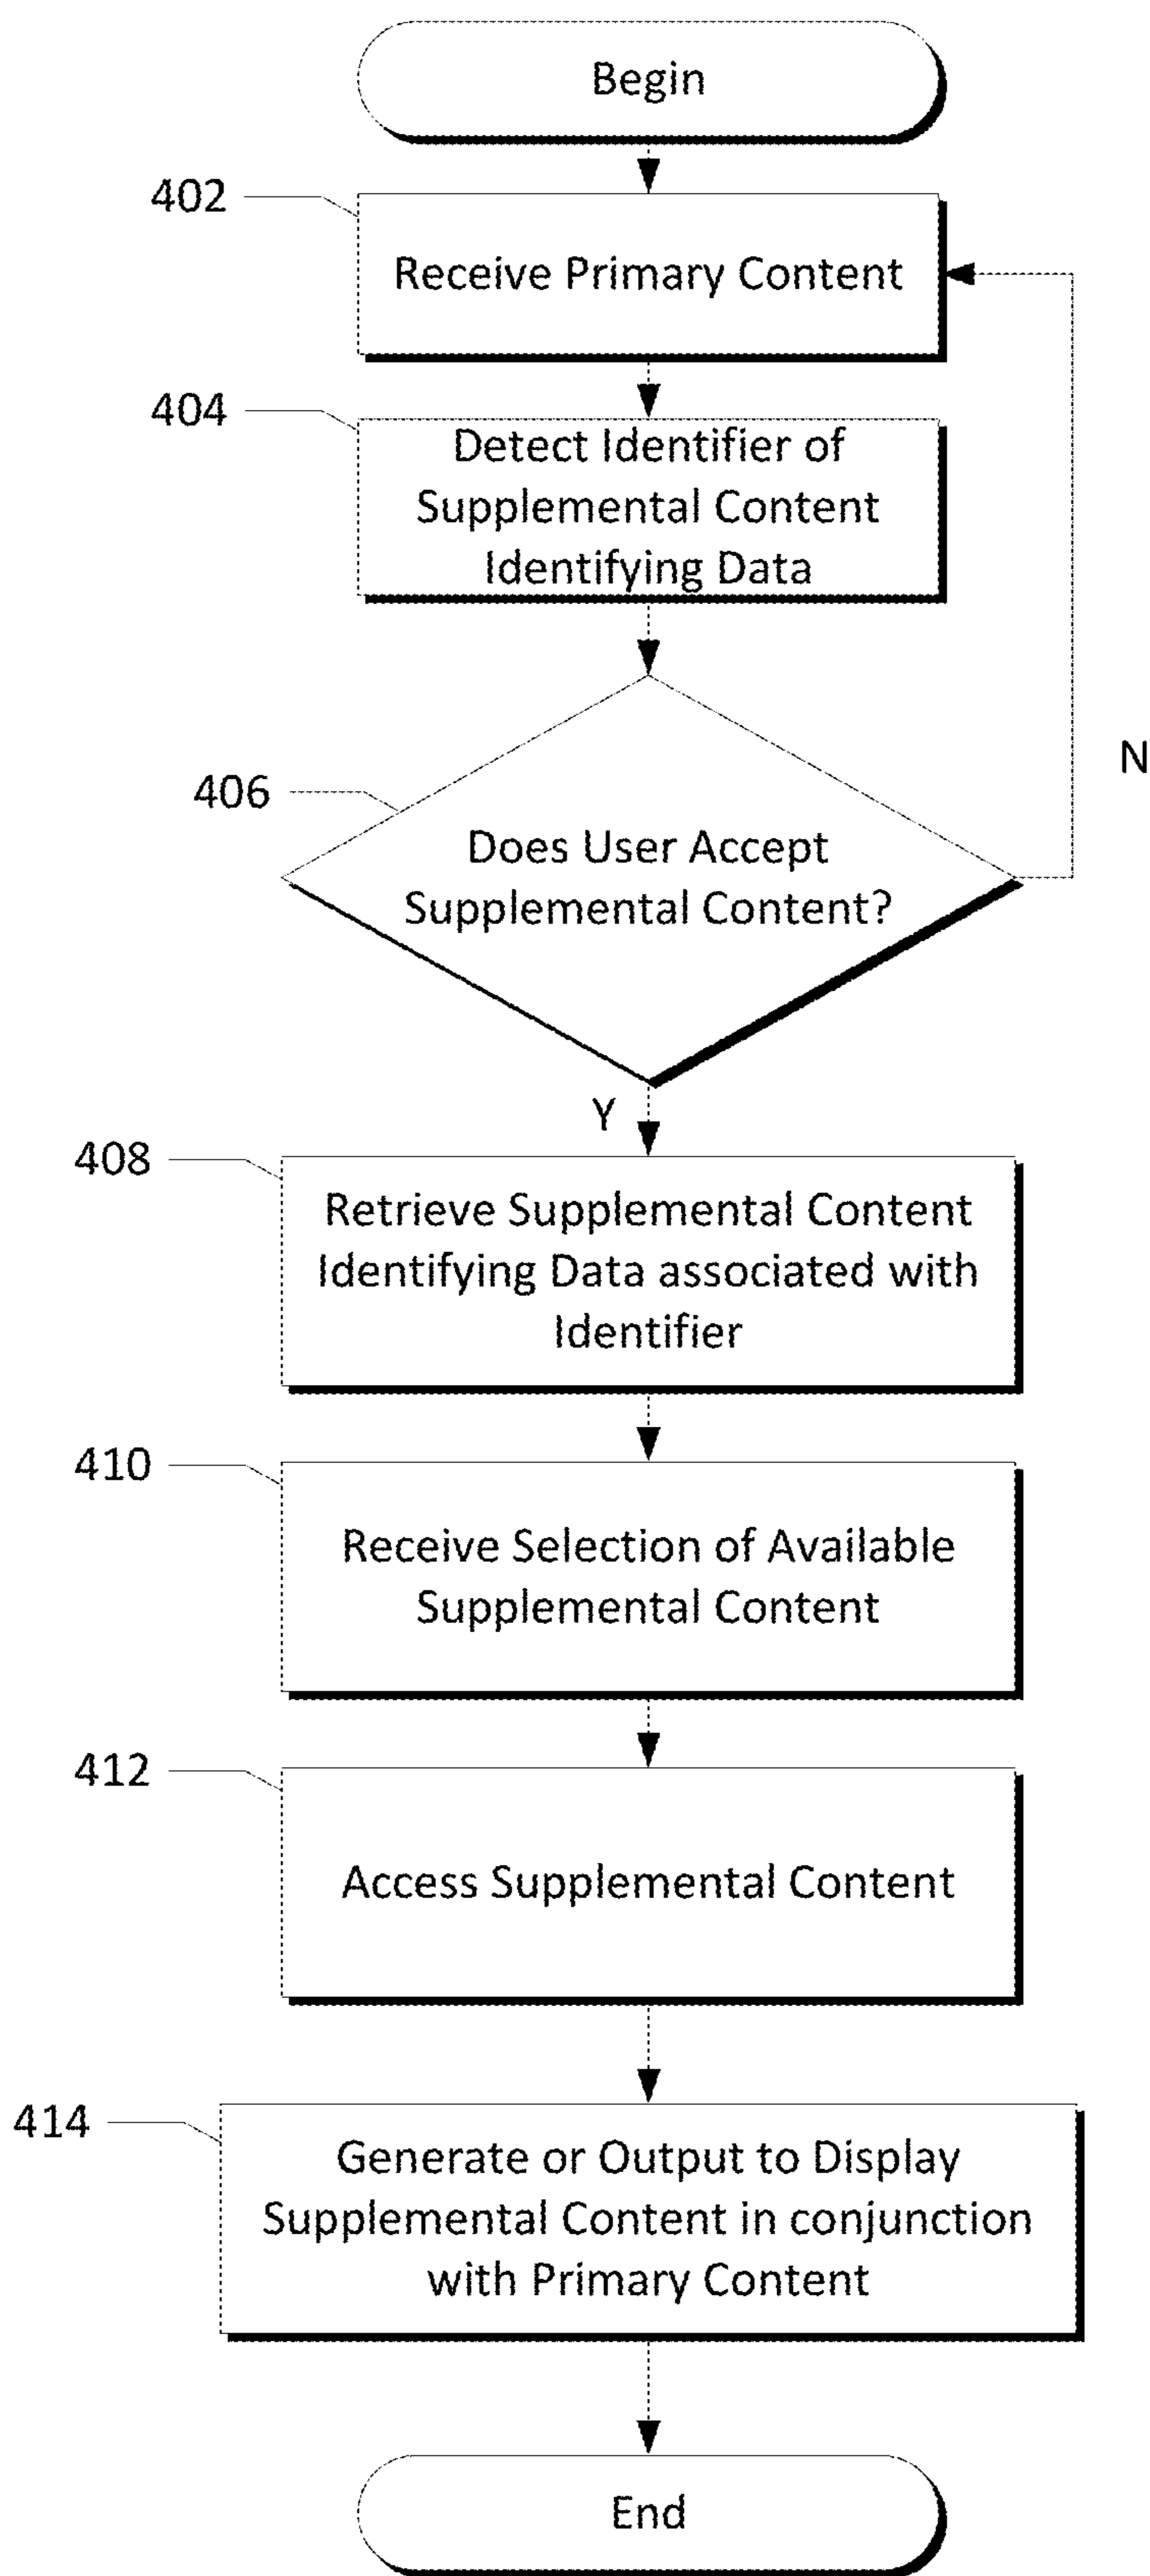 Begin
402
Receive Primary Content
404
Detect Identifier of
Supplemental Content
Identifying Data
406
Does User Accept
Supplemental Content?
N
Y
408
Retrieve Supplemental Content
Identifying Data associated with
Identifier
410
Receive Selection of Available
Supplemental Content
412
Access Supplemental Content
414
Generate or Output to Display
Supplemental Content in conjunction
with Primary Content
End